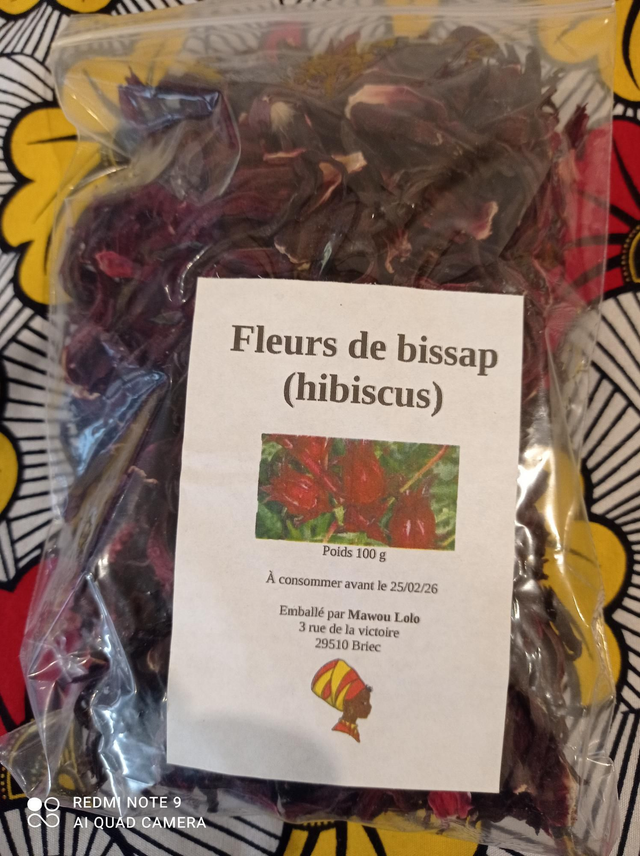 Fleurs de bissap
(hibiscus)
Poids 100 g
À consommer avant le 25/02/26
Emballé par Mawou Lolo
3 rue de la victoire
29510 Briec
REDMI NOTE 9
AI QUAD CAMERA